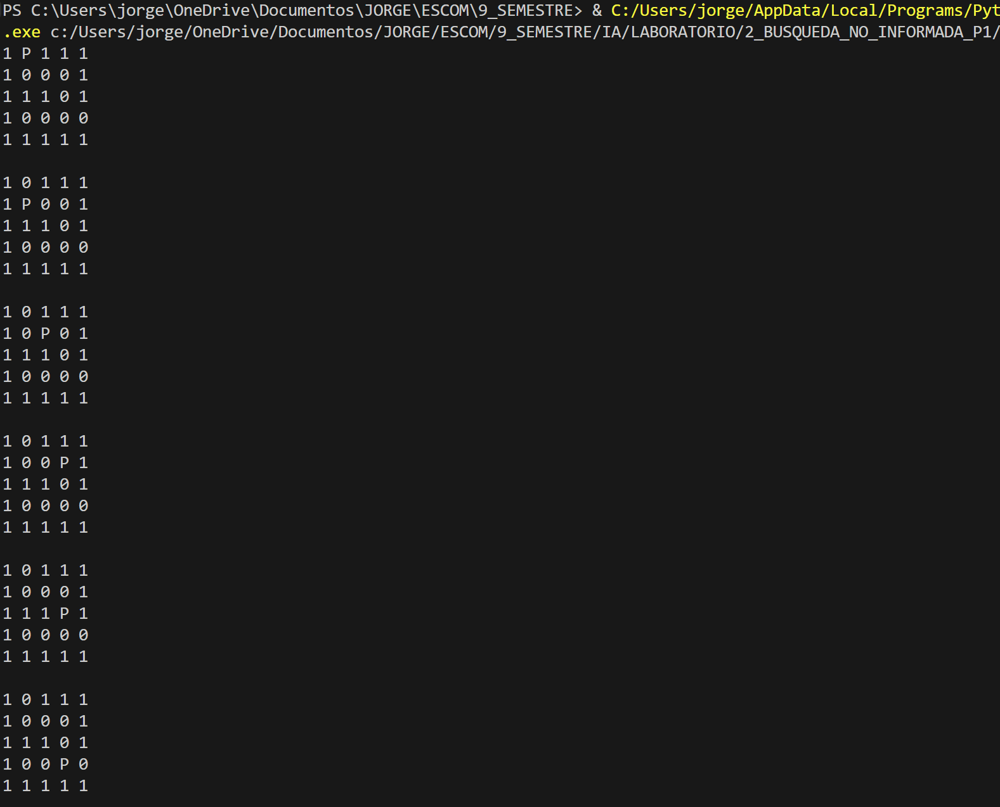 PS C:\Users\jorge\OneDrive\Documentos\JORGE\ESCOM\9_SEMESTRE> & C:/Users/jorge/AppData/Local/Programs/Pyt
.exe c:/Users/jorge/OneDrive/Documentos/JORGE/ESCOM/9_SEMESTRE/IA/LABORATORIO/2_BUSQUEDA_NO_INFORMADA_P1/
1 P 1 1 1
1 0 0 0 1
1 1 1 0 1
1 0 0 0 0
1 1 1 1 1

1 0 1 1 1
1 P 0 0 1
1 1 1 0 1
1 0 0 0 0
1 1 1 1 1

1 0 1 1 1
1 0 P 0 1
1 1 1 0 1
1 0 0 0 0
1 1 1 1 1

1 0 1 1 1
1 0 0 P 1
1 1 1 0 1
1 0 0 0 0
1 1 1 1 1

1 0 1 1 1
1 0 0 0 1
1 1 1 P 1
1 0 0 0 0
1 1 1 1 1

1 0 1 1 1
1 0 0 0 1
1 1 1 0 1
1 0 0 P 0
1 1 1 1 1